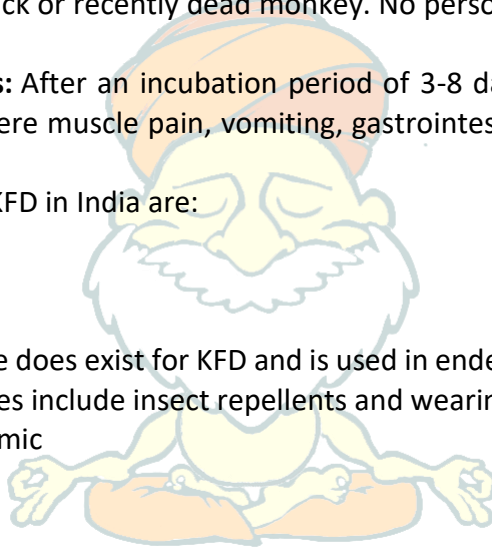 ck or recently dead monkey. No perso
s: After an incubation period of 3-8 da
ere muscle pain, vomiting, gastrointes
KFD in India are:
e does exist for KFD and is used in ende
es include insect repellents and wearin
mic